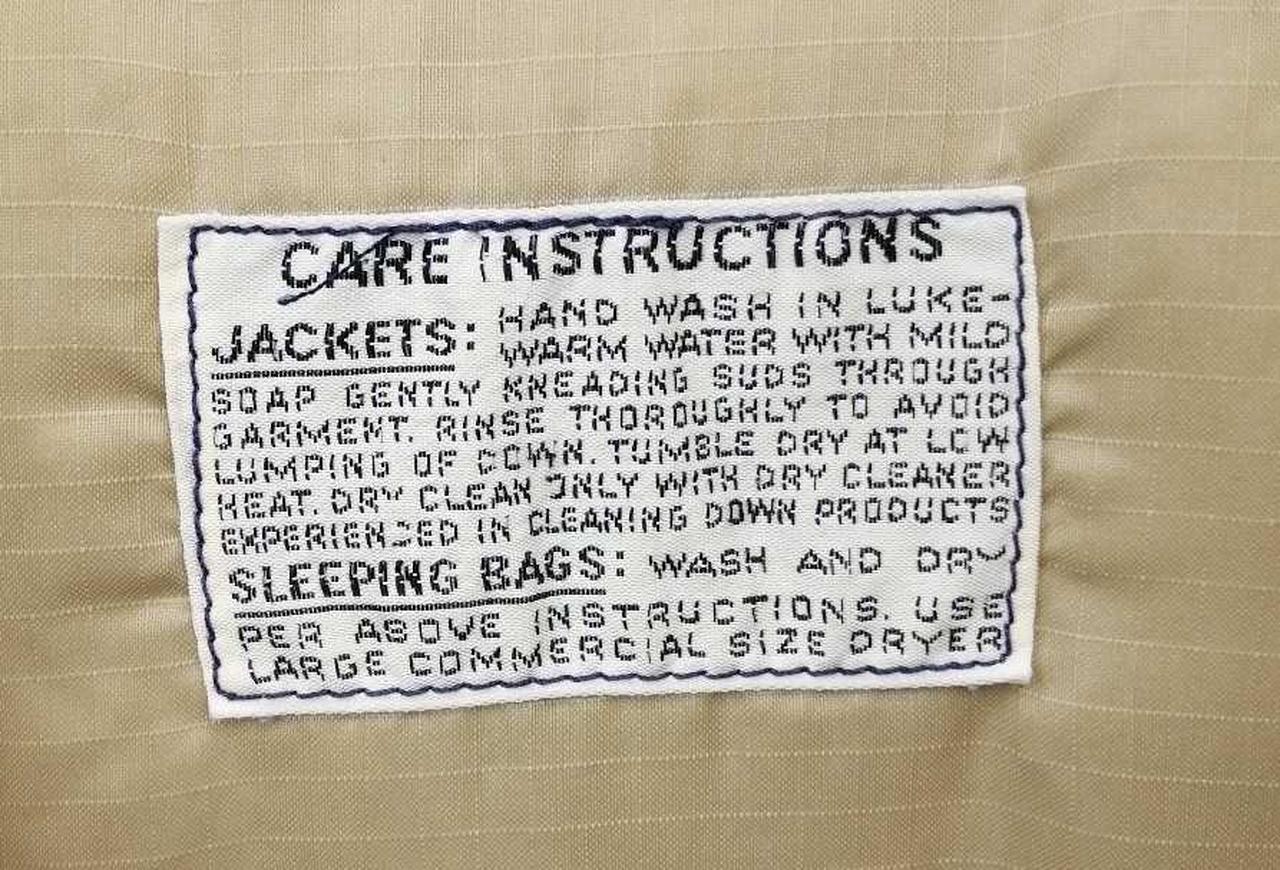 CARE INSTRUCTIONS
JACKETS: HAND WASH IN LUKE-
WARM WATER WITH MILD
SOAP GENTLY KNEADING SUDS THROUGH
GARMENT. RINSE THOROUGHLY TO AVOID
LUMPING OF DOWN. TUMBLE DRY AT LOW
HEAT. DRY CLEAN ONLY WITH DRY CLEANER
EXPERIENCED IN CLEANING DOWN PRODUCTS
SLEEPING BAGS: WASH AND DRY
PER ABOVE INSTRUCTIONS. USE
LARGE COMMERCIAL SIZE DRYER